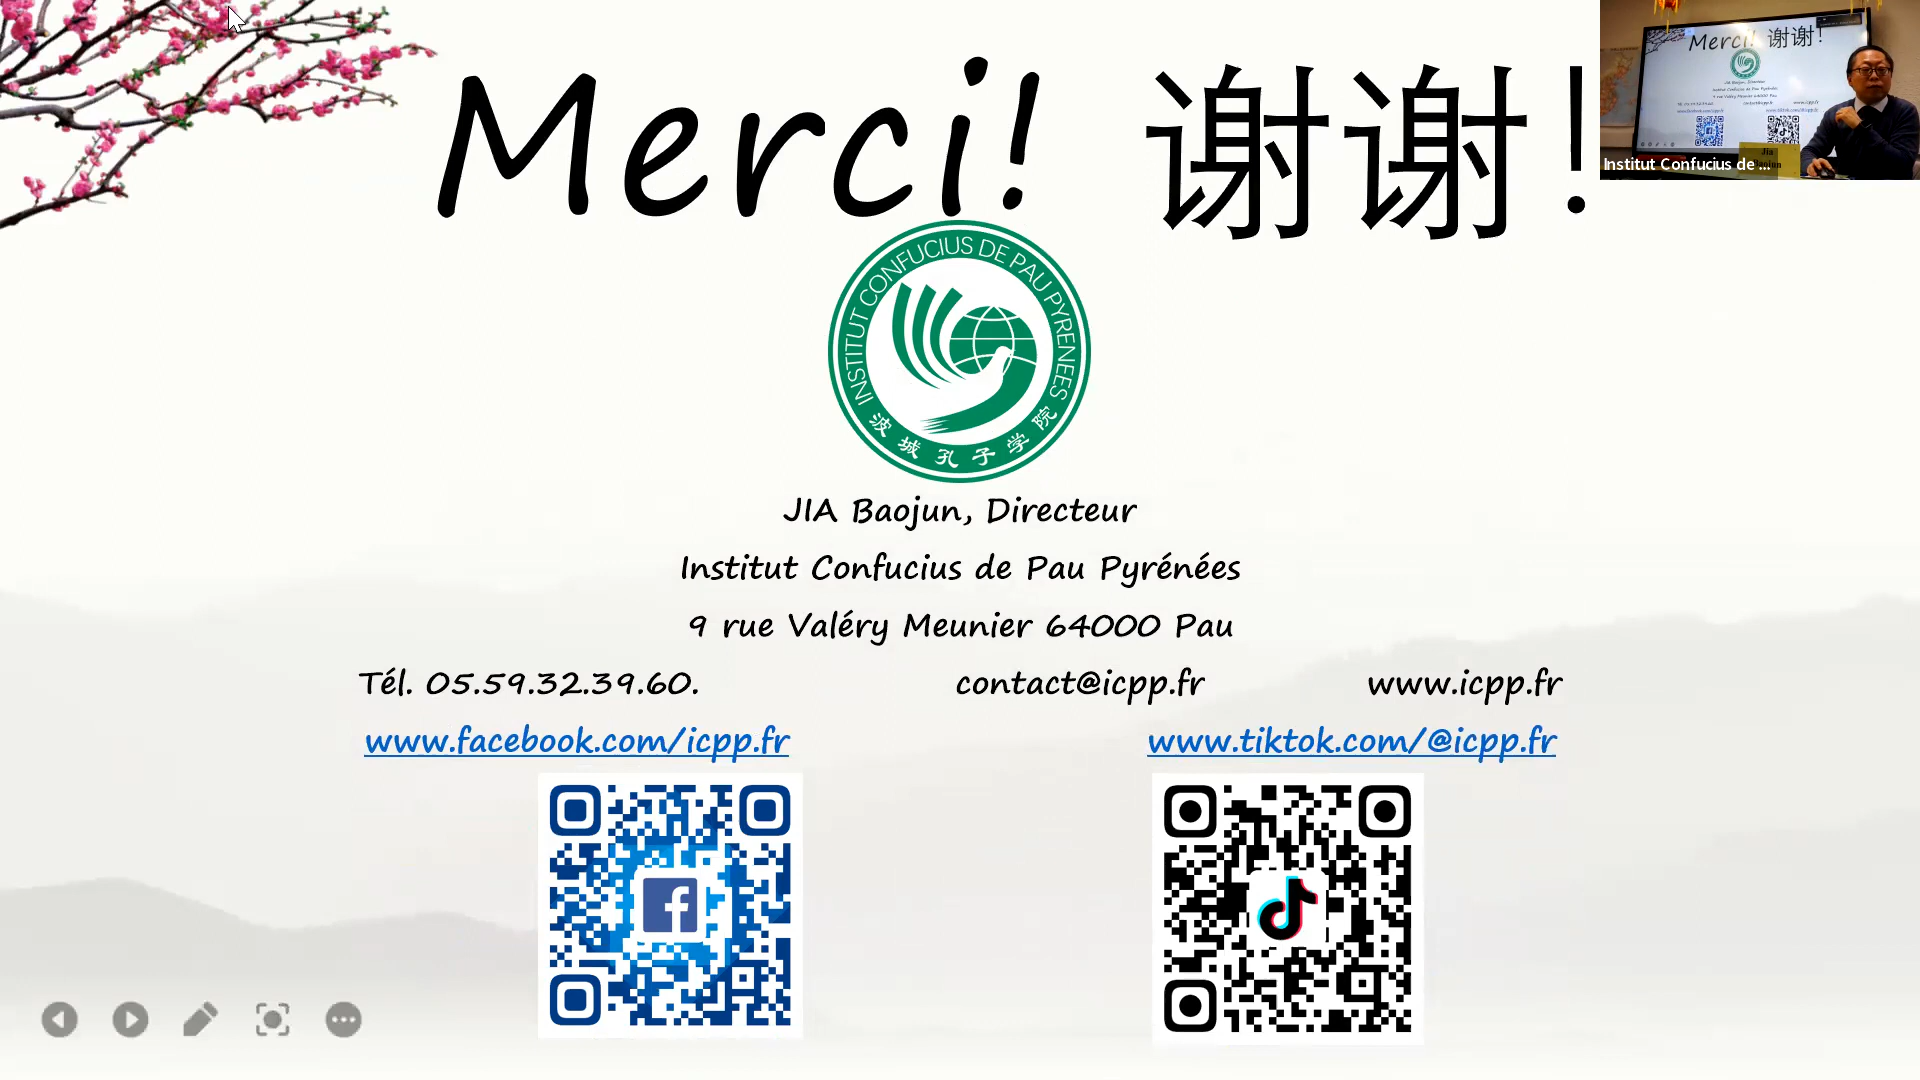 Merci! 谢谢!
INSTITUT CONFUCIUS DE PAU PYRENEES
波城孔子学院
JIA Baojun, Directeur
Institut Confucius de Pau Pyrénées
9 rue Valéry Meunier 64000 Pau
Tél. 05.59.32.39.60. contact@icpp.fr www.icpp.fr
www.facebook.com/icpp.fr www.tiktok.com/@icpp.fr
Merci! 谢谢!
Jia
Baojun
Institut Confucius de ...